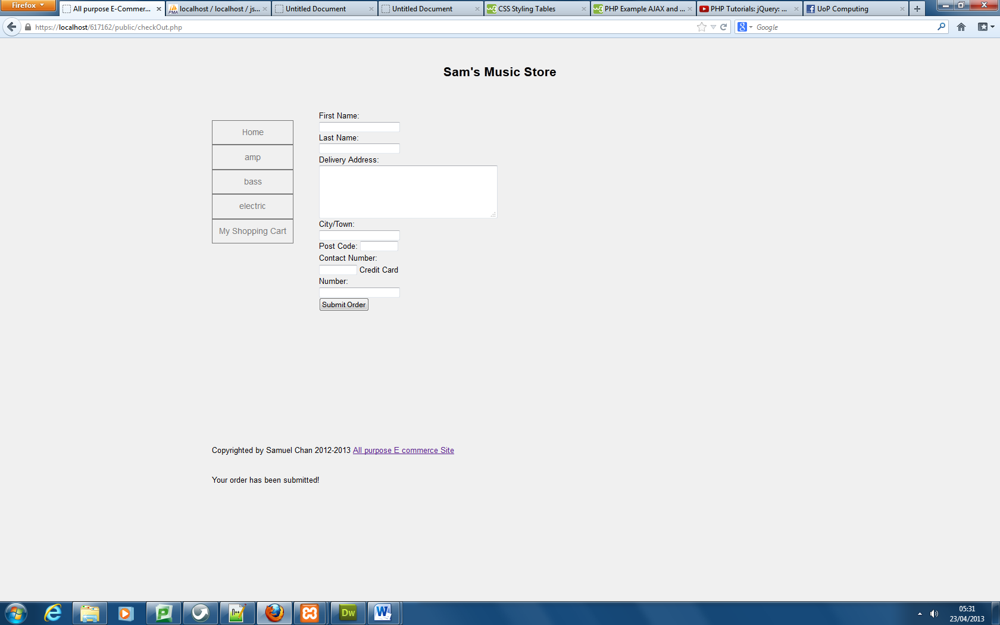 Firefox
All purpose E-Commer...
localhost / localhost / js...
Untitled Document
Untitled Document
CSS Styling Tables
PHP Example AJAX and ...
PHP Tutorials: jQuery: ...
UoP Computing
https://localhost/617162/public/checkOut.php
Google
Sam's Music Store
Home
amp
bass
electric
My Shopping Cart
First Name:
Last Name:
Delivery Address:
City/Town:
Post Code:
Contact Number:
Credit Card
Number:
Submit Order
Copyrighted by Samuel Chan 2012-2013 All purpose E commerce Site
Your order has been submitted!
05:31
23/04/2013